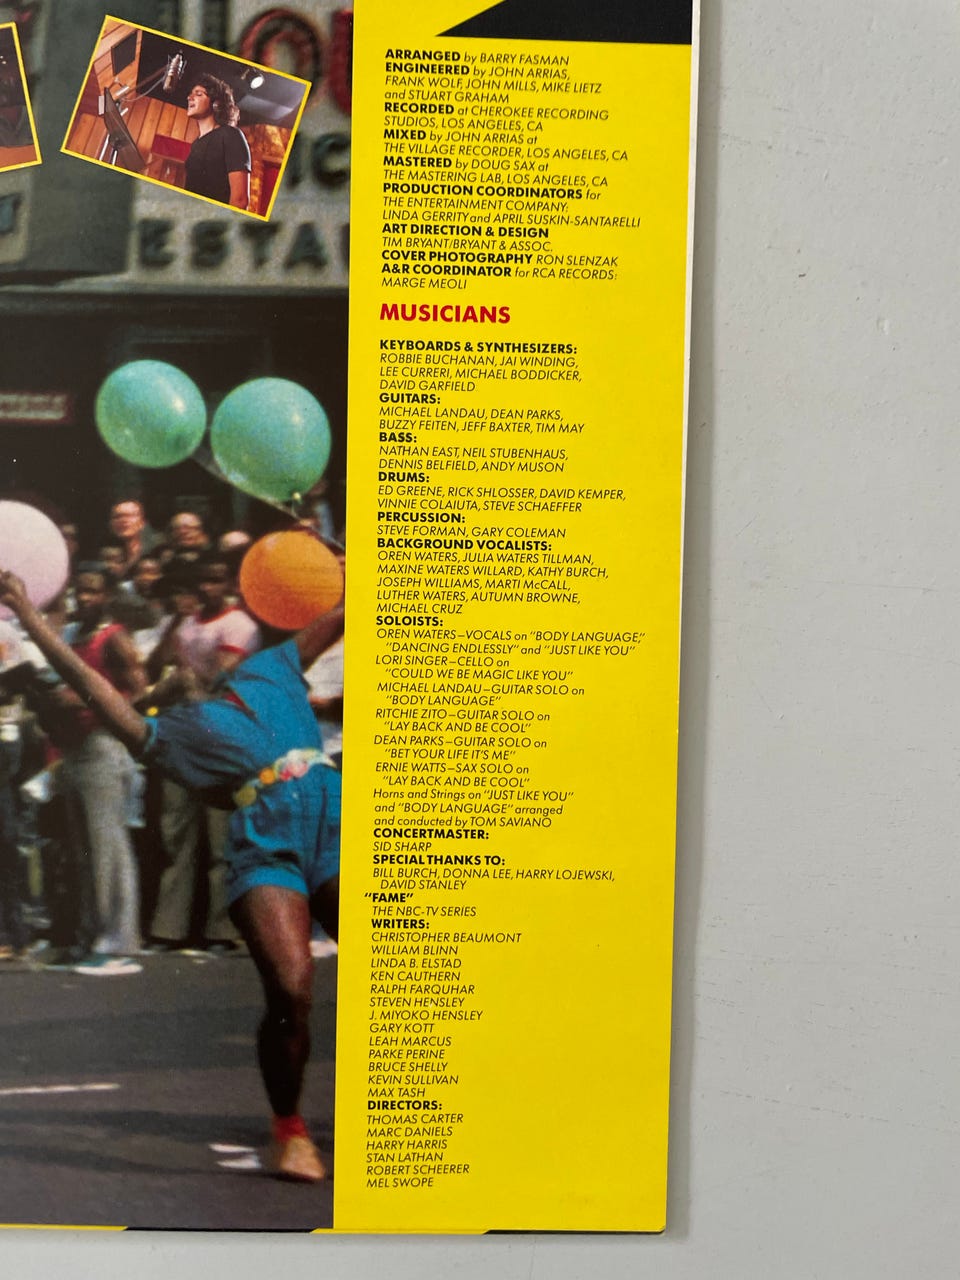 ESTA
ARRANGED by BARRY FASMAN
ENGINEERED by JOHN ARRIAS,
FRANK WOLF, JOHN MILLS, MIKE LIETZ
and STUART GRAHAM
RECORDED at CHEROKEE RECORDING
STUDIOS, LOS ANGELES, CA
MIXED by JOHN ARRIAS at
THE VILLAGE RECORDER, LOS ANGELES, CA
MASTERED by DOUG SAX at
THE MASTERING LAB, LOS ANGELES, CA
PRODUCTION COORDINATORS for
THE ENTERTAINMENT COMPANY:
LINDA GERRITY and APRIL SUSKIN-SANTARELLI
ART DIRECTION & DESIGN
TIM BRYANT/BRYANT & ASSOC.
COVER PHOTOGRAPHY RON SLENZAK
A&R COORDINATOR for RCA RECORDS:
MARGE MEOLI
MUSICIANS
KEYBOARDS & SYNTHESIZERS:
ROBBIE BUCHANAN, JAI WINDING,
LEE CURRERI, MICHAEL BODDICKER,
DAVID GARFIELD
GUITARS:
MICHAEL LANDAU, DEAN PARKS,
BUZZY FEITEN, JEFF BAXTER, TIM MAY
BASS:
NATHAN EAST, NEIL STUBENHAUS,
DENNIS BELFIELD, ANDY MUSON
DRUMS:
ED GREENE, RICK SHLOSSER, DAVID KEMPER,
VINNIE COLAIUTA, STEVE SCHAEFFER
PERCUSSION:
STEVE FORMAN, GARY COLEMAN
BACKGROUND VOCALISTS:
OREN WATERS, JULIA WATERS TILLMAN,
MAXINE WATERS WILLARD, KATHY BURCH,
JOSEPH WILLIAMS, MARTI McCALL,
LUTHER WATERS, AUTUMN BROWNE,
MICHAEL CRUZ
SOLOISTS:
OREN WATERS—VOCALS on "BODY LANGUAGE,"
"DANCING ENDLESSLY" and "JUST LIKE YOU"
LORI SINGER—CELLO on
"COULD WE BE MAGIC LIKE YOU"
MICHAEL LANDAU—GUITAR SOLO on
"BODY LANGUAGE"
RITCHIE ZITO—GUITAR SOLO on
"LAY BACK AND BE COOL"
DEAN PARKS—GUITAR SOLO on
"BET YOUR LIFE IT'S ME"
ERNIE WATTS—SAX SOLO on
"LAY BACK AND BE COOL"
Horns and Strings on "JUST LIKE YOU"
and "BODY LANGUAGE" arranged
and conducted by TOM SAVIANO
CONCERTMASTER:
SID SHARP
SPECIAL THANKS TO:
BILL BURCH, DONNA LEE, HARRY LOJEWSKI,
DAVID STANLEY
"FAME"
THE NBC-TV SERIES
WRITERS:
CHRISTOPHER BEAUMONT
WILLIAM BLINN
LINDA B. ELSTAD
KEN CAUTHERN
RALPH FARQUHAR
STEVEN HENSLEY
J. MIYOKO HENSLEY
GARY KOTT
LEAH MARCUS
PARKE PERINE
BRUCE SHELLY
KEVIN SULLIVAN
MAX TASH
DIRECTORS:
THOMAS CARTER
MARC DANIELS
HARRY HARRIS
STAN LATHAN
ROBERT SCHEERER
MEL SWOPE